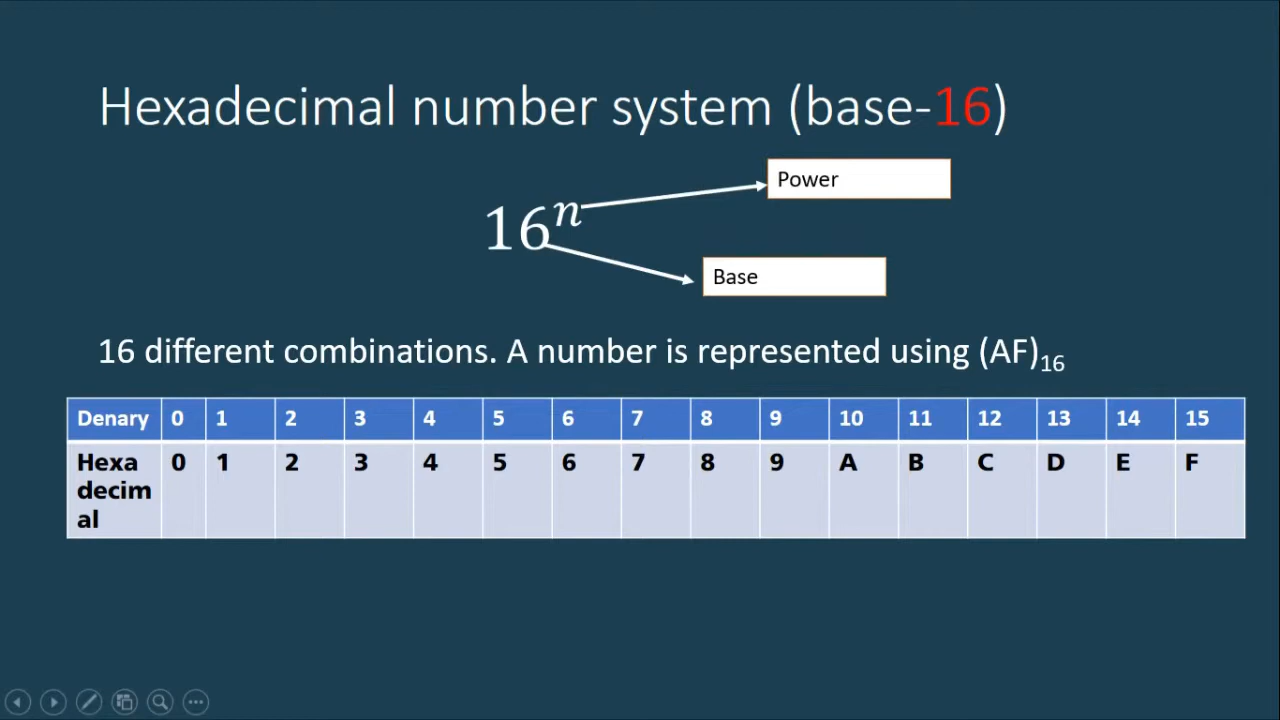 Hexadecimal number system (base-16)
Power
16ⁿ
Base
16 different combinations. A number is represented using (AF)₁₆
Denary 0 1 2 3 4 5 6 7 8 9 10 11 12 13 14 15
Hexa 0 1 2 3 4 5 6 7 8 9 A B C D E F
decim
al